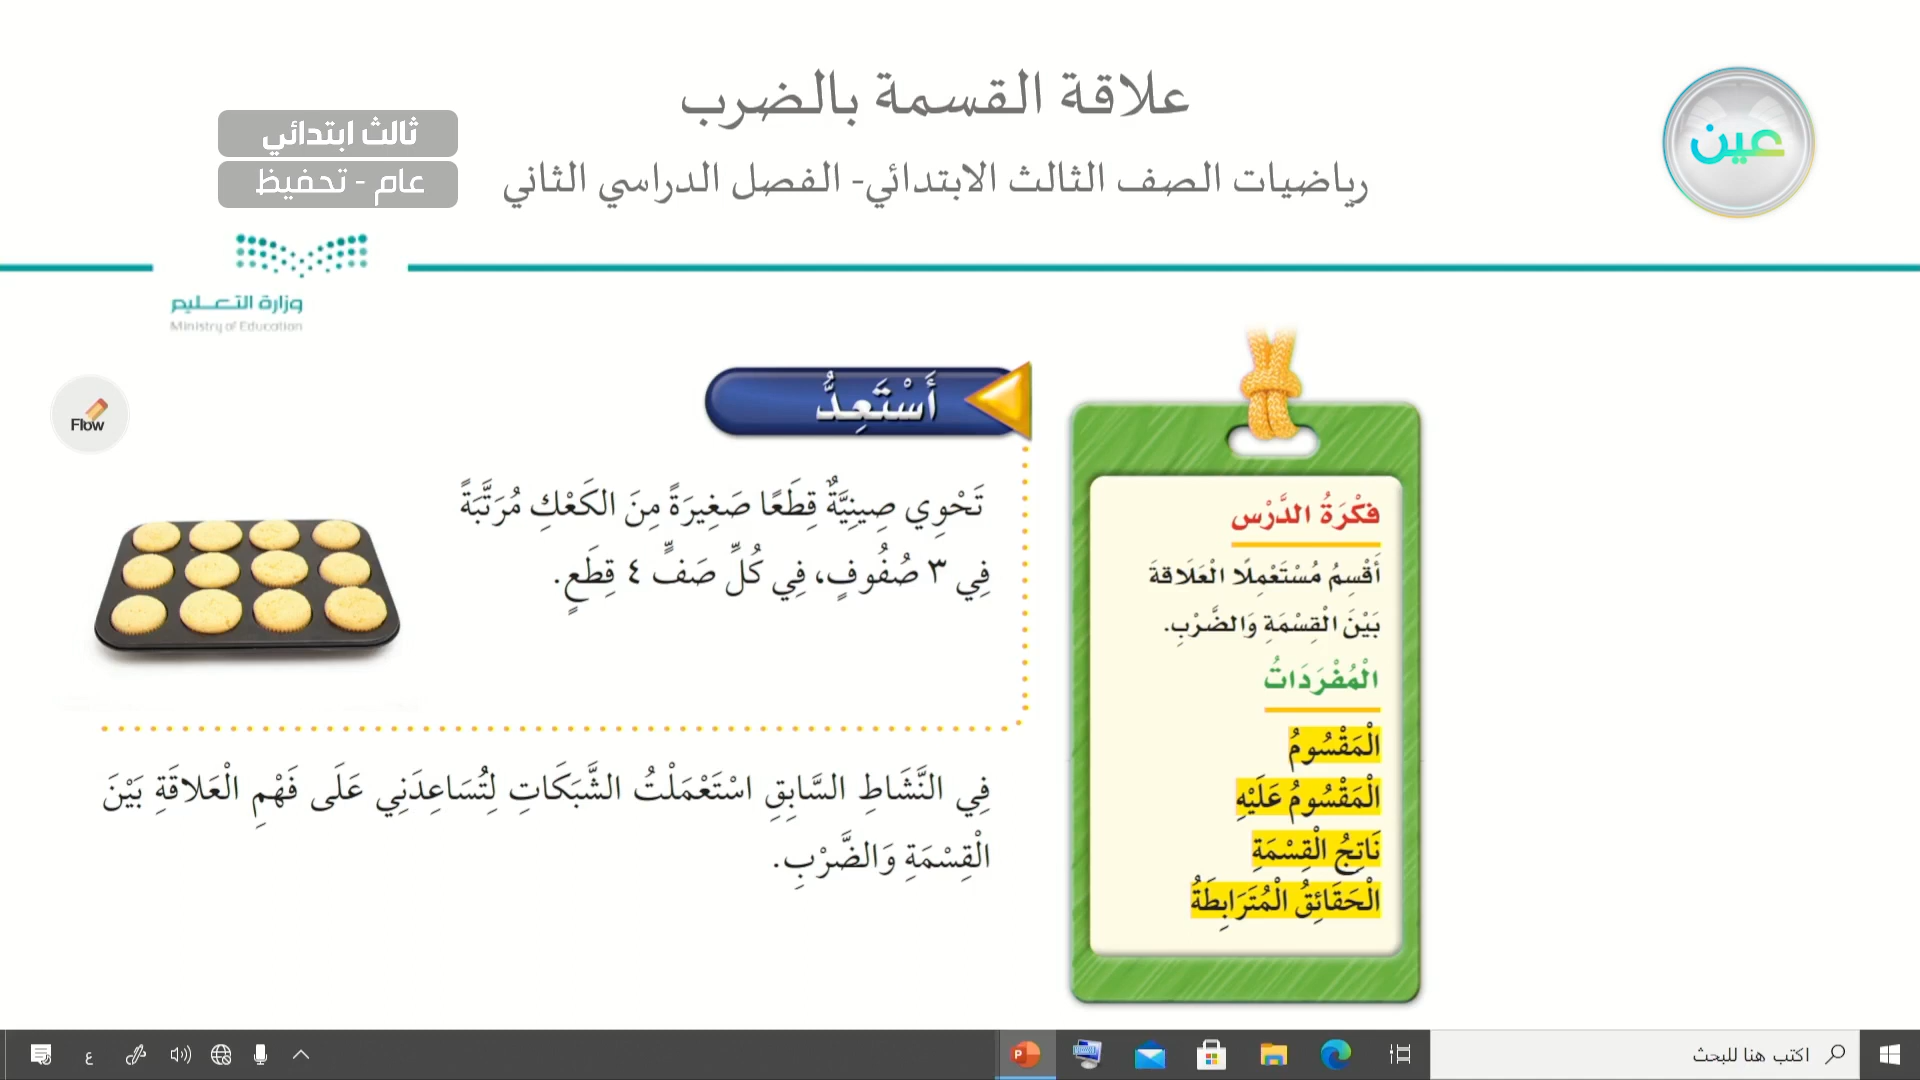 علاقة القسمة بالضرب
رياضيات الصف الثالث الابتدائي- الفصل الدراسي الثاني
ثالث ابتدائي
عام - تحفيظ
عين
وزارة التعليم
Ministry of Education
Flow
فِكْرَةُ الدَّرْسِ
أَقْسِمُ مُسْتَعْمِلًا الْعَلَاقةَ
بَيْنَ الْقِسْمَةِ وَالضَّرْبِ.
الْمُفْرَدَاتُ
الْمَقْسُومُ
الْمَقْسُومُ عَلَيْهِ
نَاتِجُ الْقِسْمَةِ
الْحَقَائِقُ الْمُتَرَابِطَةُ
أَسْتَعِدُّ
تَحْوِي صِينِيَّةٌ قِطَعًا صَغِيرَةً مِنَ الكَعْكِ مُرَتَّبَةً
فِي ٣ صُفُوفٍ، فِي كُلِّ صَفٍّ ٤ قِطَعٍ.
فِي النَّشَاطِ السَّابِقِ اسْتَعْمَلْتُ الشَّبَكَاتِ لِتُسَاعِدَنِي عَلَى فَهْمِ الْعَلاقَةِ بَيْنَ
الْقِسْمَةِ وَالضَّرْبِ.
اكتب هنا للبحث
ع